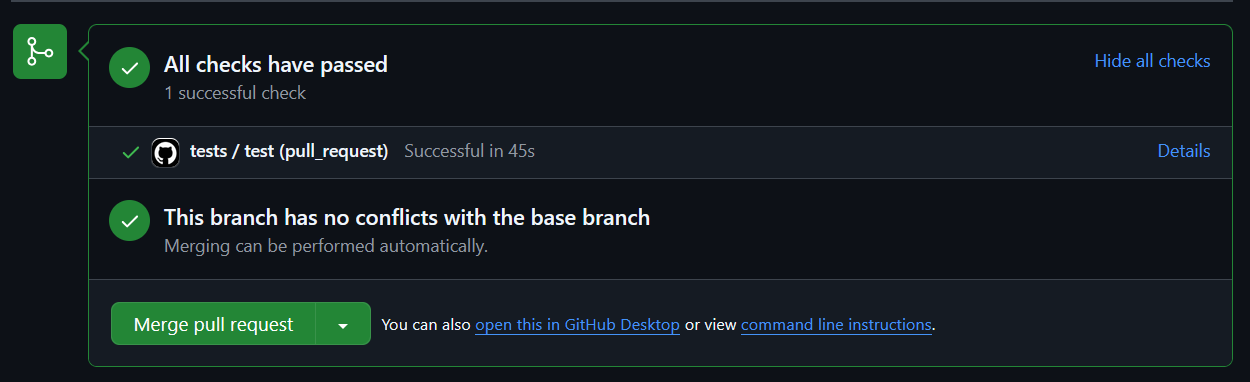 All checks have passed
Hide all checks
1 successful check
tests / test (pull_request) Successful in 45s
Details
This branch has no conflicts with the base branch
Merging can be performed automatically.
Merge pull request
You can also open this in GitHub Desktop or view command line instructions.